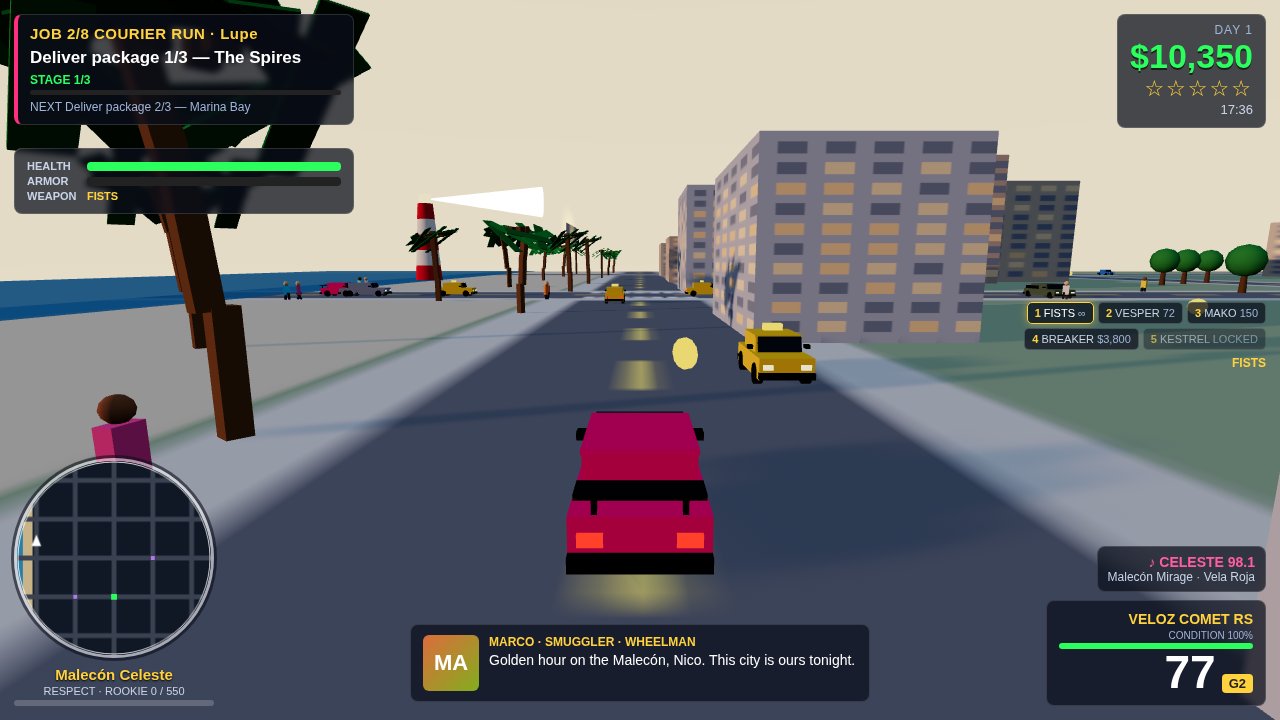 JOB 2/8 COURIER RUN · Lupe
Deliver package 1/3 — The Spires
STAGE 1/3
NEXT Deliver package 2/3 — Marina Bay
HEALTH
ARMOR
WEAPON FISTS
DAY 1
$10,350
☆☆☆☆☆
17:36
1 FISTS ∞
2 VESPER 72
3 MAKO 150
4 BREAKER $3,800
5 KESTREL LOCKED
FISTS
♪ CELESTE 98.1
Malecón Mirage · Vela Roja
VELOZ COMET RS
CONDITION 100%
77 G2
MA
MARCO · SMUGGLER · WHEELMAN
Golden hour on the Malecón, Nico. This city is ours tonight.
Malecón Celeste
RESPECT · ROOKIE 0 / 550